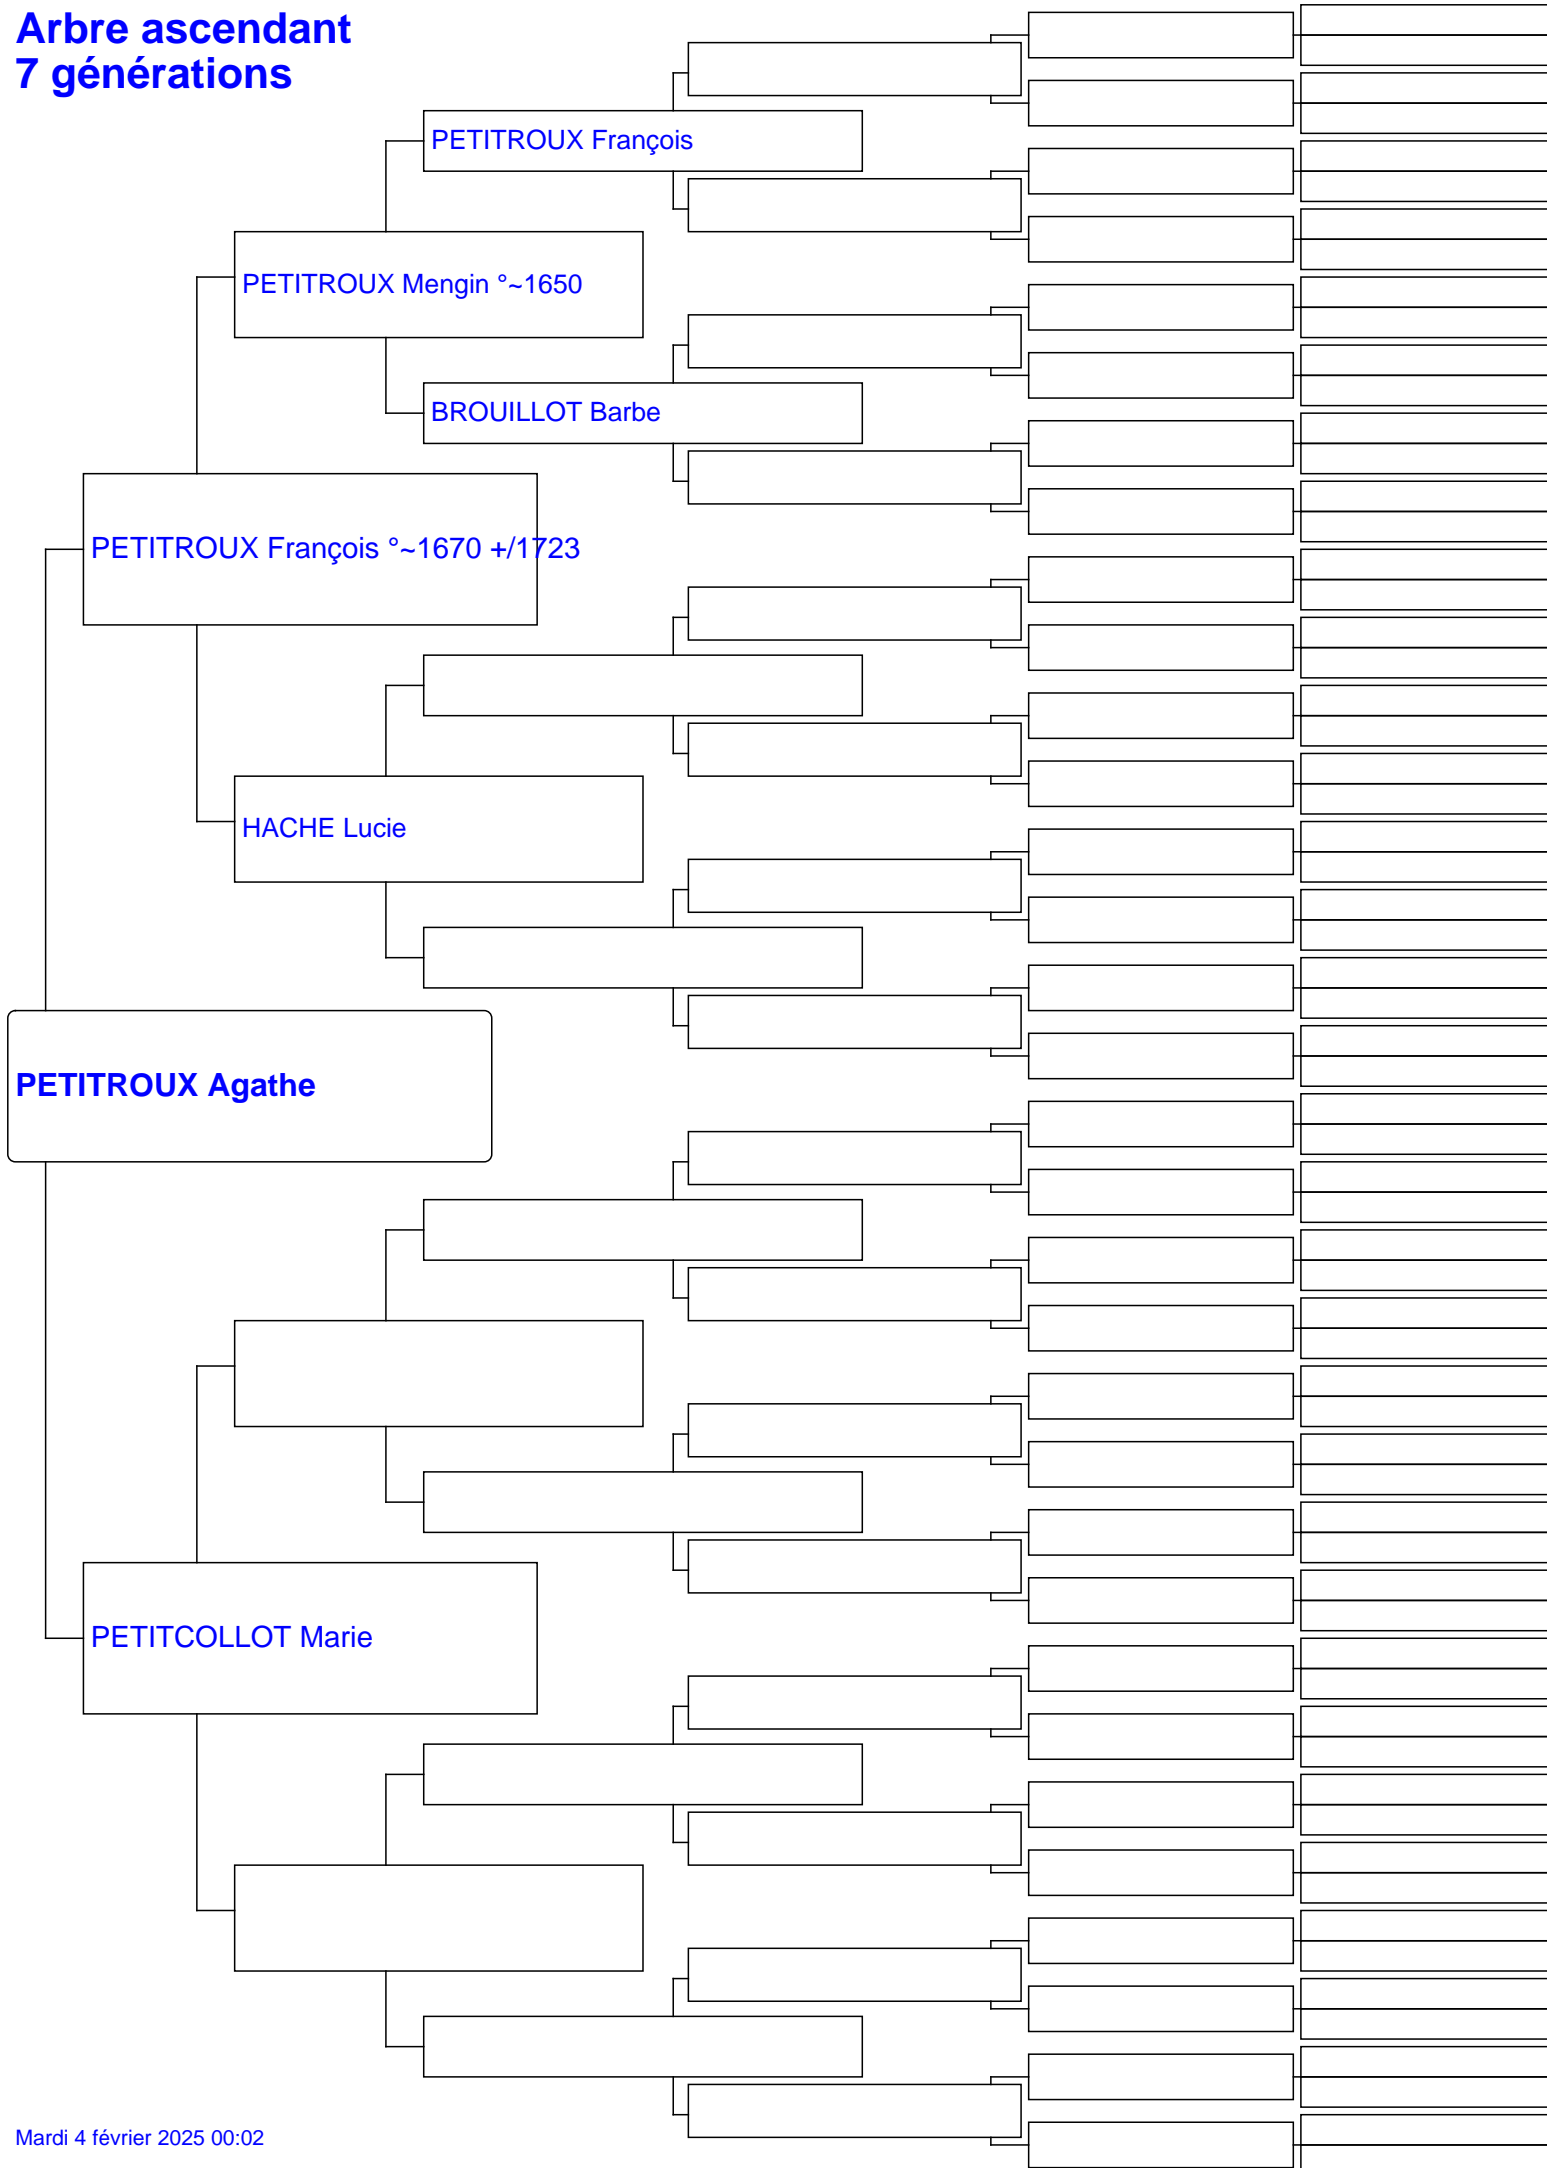 Arbre ascendant
7 générations
PETITROUX François
PETITROUX Mengin °~1650
BROUILLOT Barbe
PETITROUX François °~1670 +/1723
HACHE Lucie
PETITROUX Agathe
PETITCOLLOT Marie
Mardi 4 février 2025 00:02